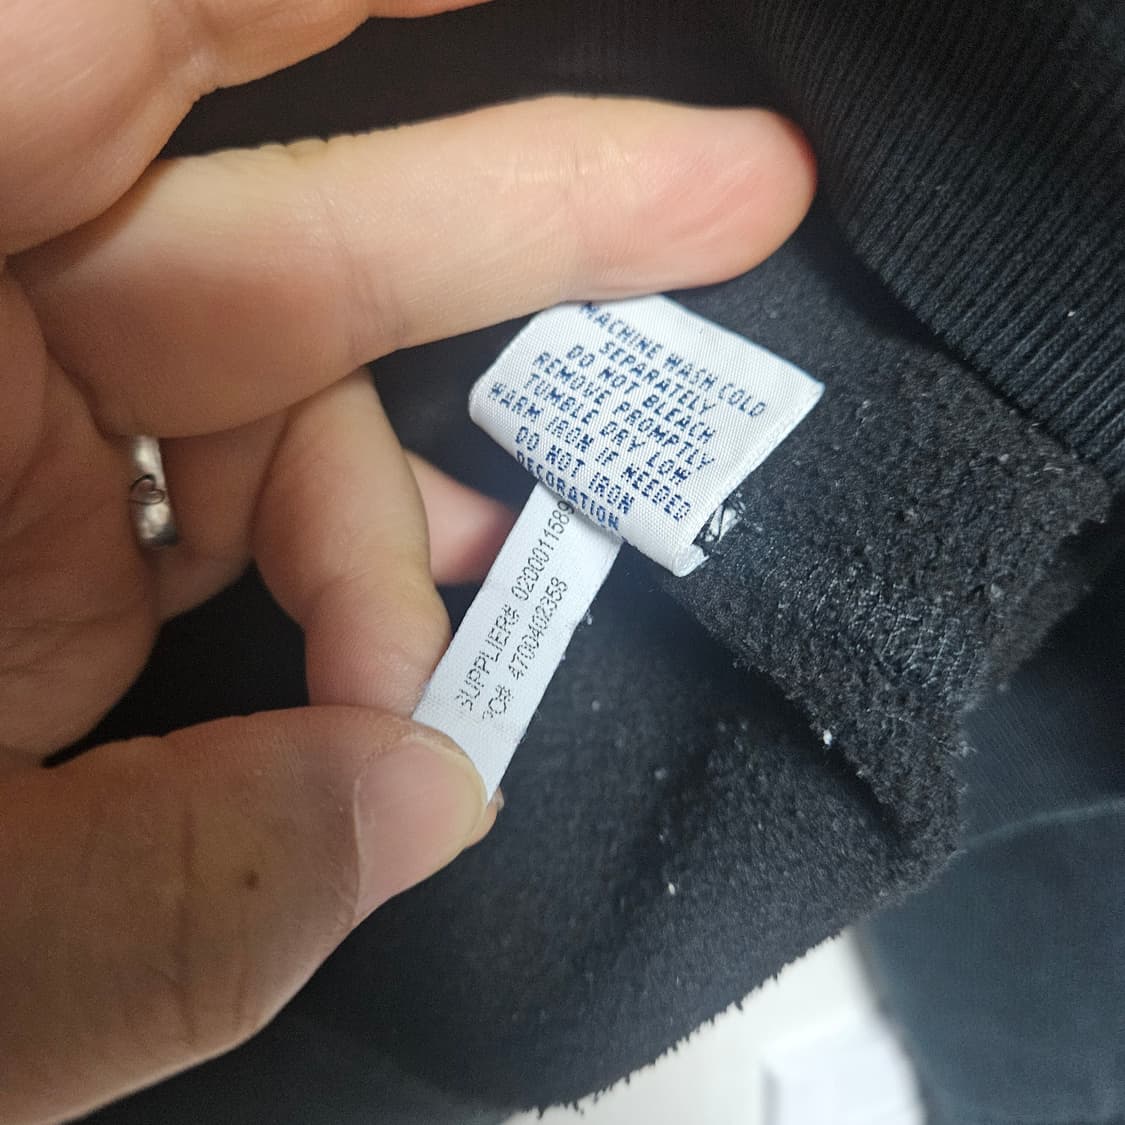 MACHINE WASH COLD
SEPARATELY
DO NOT BLEACH
REMOVE PROMPTLY
TUMBLE DRY LOW
WARM IRON IF NEEDED
DO NOT IRON
DECORATION
SUPPLIER# 0200011589
PO# 4700402358